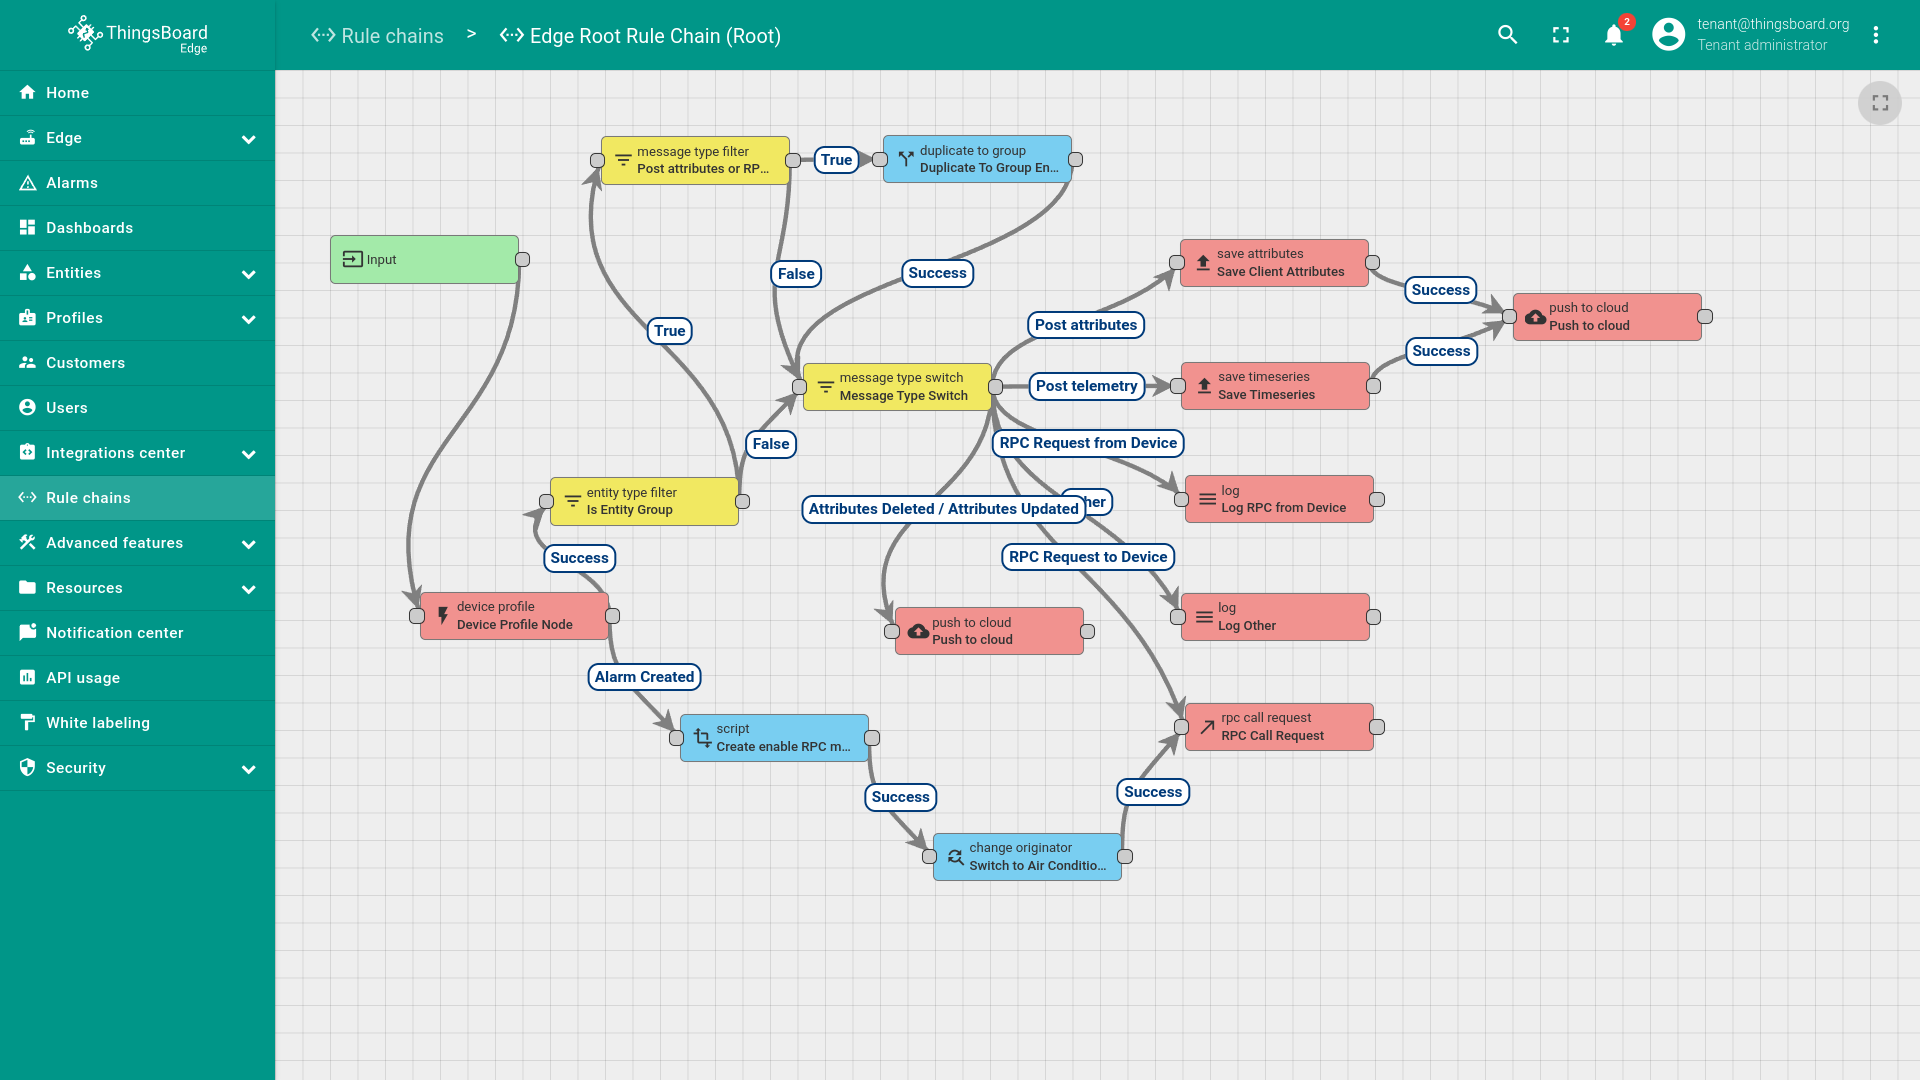 ThingsBoard
Edge
Rule chains > Edge Root Rule Chain (Root)
2
tenant@thingsboard.org
Tenant administrator
Home
Edge
Alarms
Dashboards
Entities
Profiles
Customers
Users
Integrations center
Rule chains
Advanced features
Resources
Notification center
API usage
White labeling
Security
message type filter
Post attributes or RP...
True
duplicate to group
Duplicate To Group En...
Input
False
Success
True
save attributes
Save Client Attributes
Success
push to cloud
Push to cloud
Post attributes
Success
message type switch
Message Type Switch
Post telemetry
save timeseries
Save Timeseries
False
RPC Request from Device
entity type filter
Is Entity Group
log
Log RPC from Device
Attributes Deleted / Attributes Updated
Success
RPC Request to Device
device profile
Device Profile Node
push to cloud
Push to cloud
log
Log Other
Alarm Created
script
Create enable RPC m...
rpc call request
RPC Call Request
Success
Success
change originator
Switch to Air Conditio...